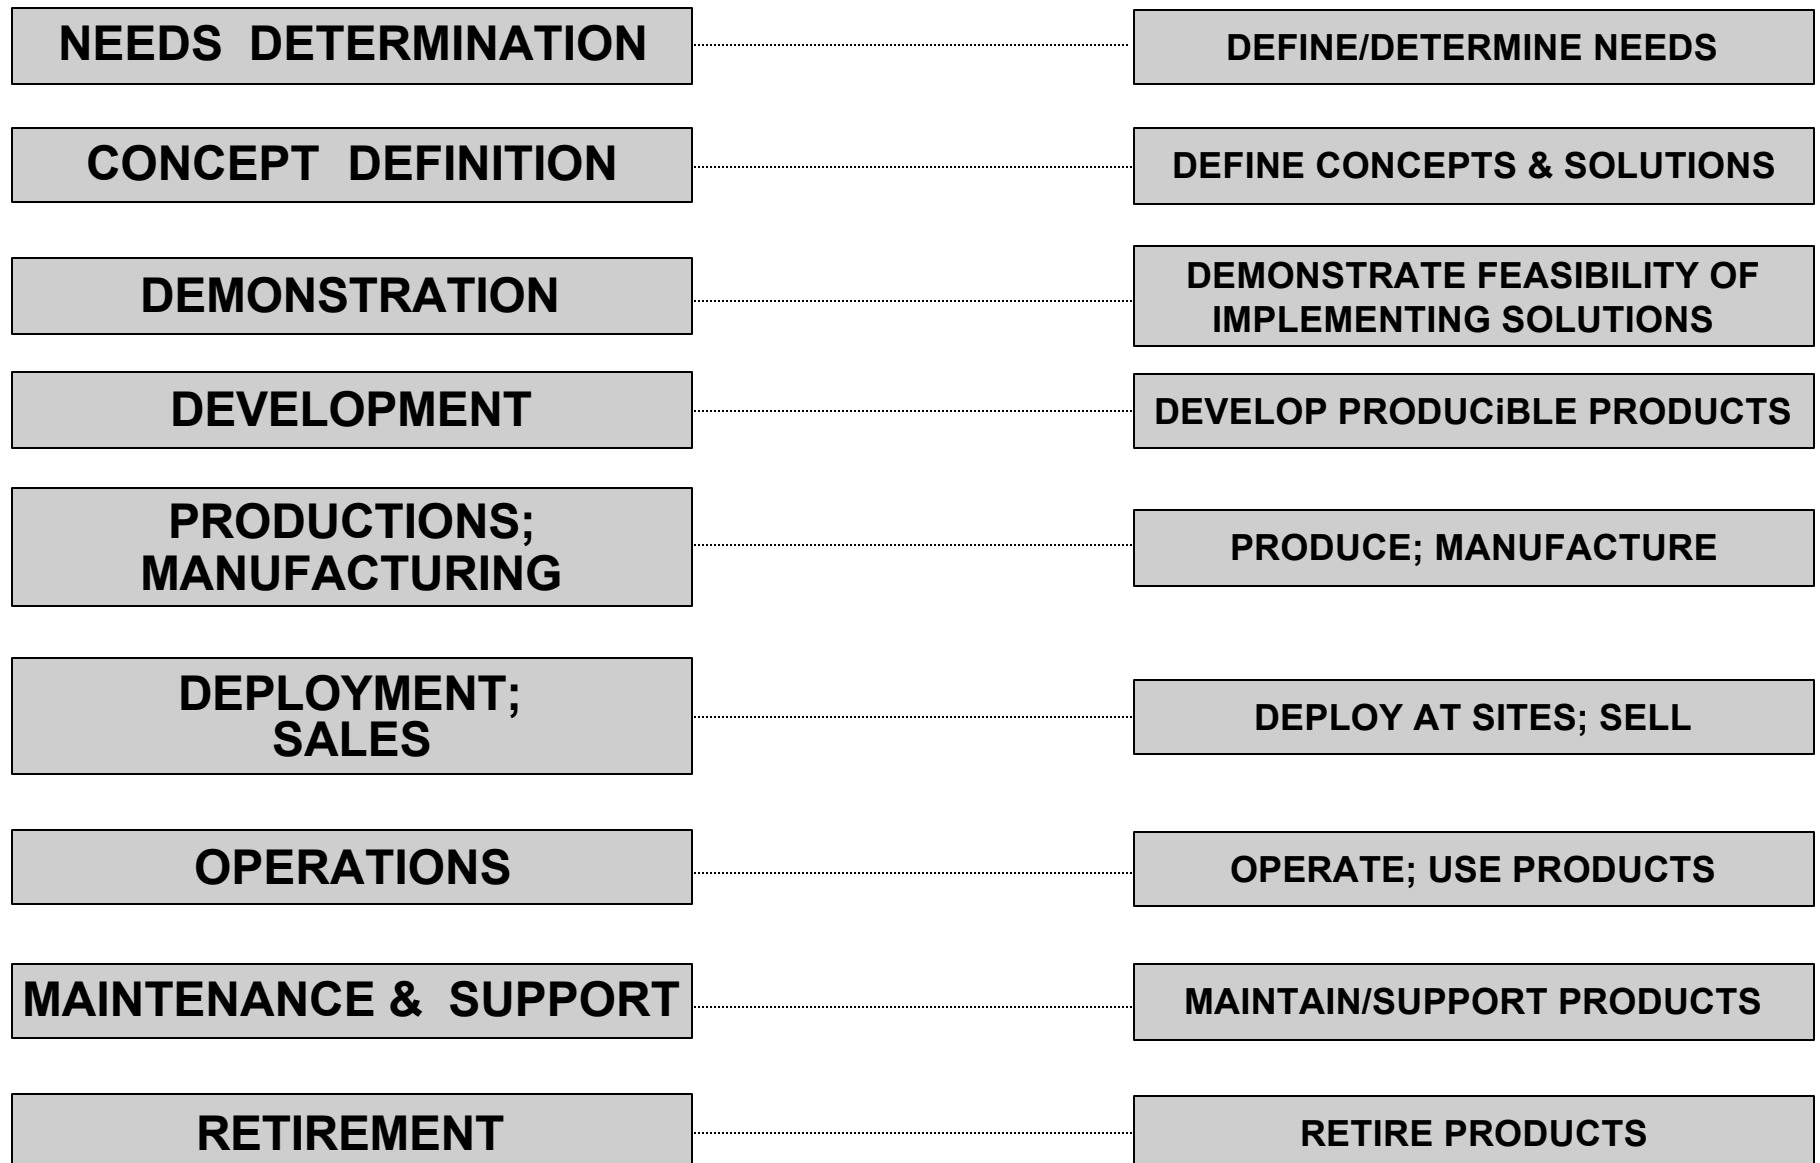 NEEDS DETERMINATION
DEFINE/DETERMINE NEEDS
CONCEPT DEFINITION
DEFINE CONCEPTS & SOLUTIONS
DEMONSTRATION
DEMONSTRATE FEASIBILITY OF
IMPLEMENTING SOLUTIONS
DEVELOPMENT
DEVELOP PRODUCiBLE PRODUCTS
PRODUCTIONS;
MANUFACTURING
PRODUCE; MANUFACTURE
DEPLOYMENT;
SALES
DEPLOY AT SITES; SELL
OPERATIONS
OPERATE; USE PRODUCTS
MAINTENANCE & SUPPORT
MAINTAIN/SUPPORT PRODUCTS
RETIREMENT
RETIRE PRODUCTS